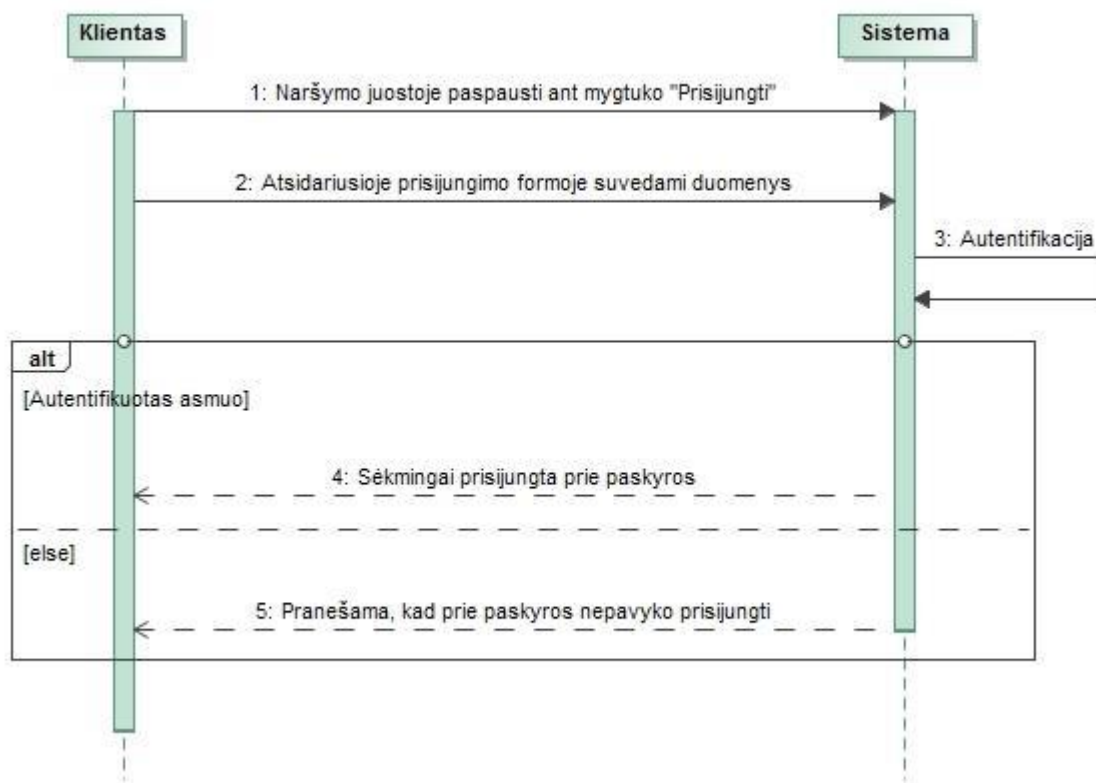 Klientas
Sistema
1: Naršymo juostoje paspausti ant mygtuko "Prisijungti"
2: Atsidariusioje prisijungimo formoje suvedami duomenys
3: Autentifikacija
alt
[Autentifikuotas asmuo]
4: Sėkmingai prisijungta prie paskyros
[else]
5: Pranešama, kad prie paskyros nepavyko prisijungti